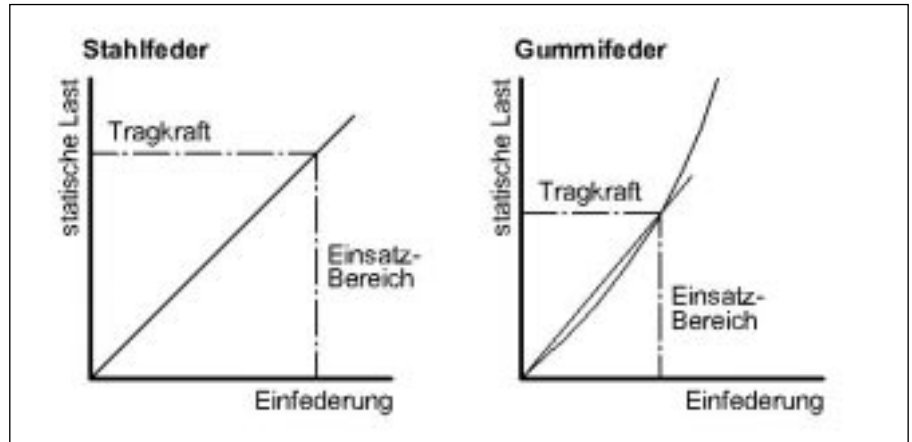 Stahlfeder
statische Last
Tragkraft
Einsatz-
Bereich
Einfederung
Gummifeder
statische Last
Tragkraft
Einsatz-
Bereich
Einfederung